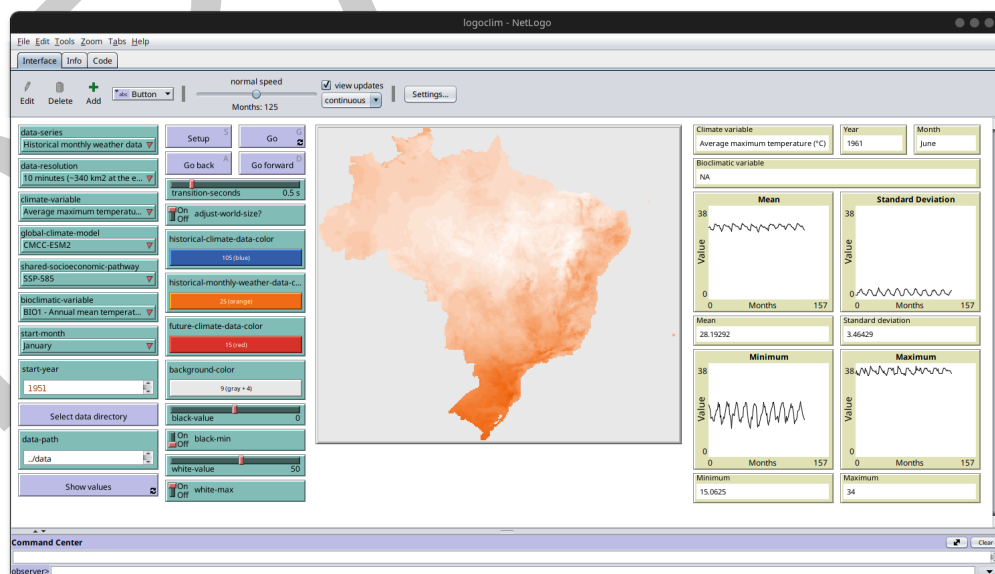 logoclim - NetLogo
File Edit Tools Zoom Tabs Help
Interface Info Code
Edit Delete Add abc Button normal speed Months: 125 view updates continuous Settings...
data-series
Historical monthly weather data
data-resolution
10 minutes (~340 km2 at the e...
climate-variable
Average maximum temperatu...
global-climate-model
CMCC-ESM2
shared-socioeconomic-pathway
SSP-585
bioclimatic-variable
BIO1 - Annual mean temperat...
start-month
January
start-year
1951
Select data directory
data-path
../data
Show values
Setup S
Go G
Go back A
Go forward D
transition-seconds 0.5 s
On Off adjust-world-size?
historical-climate-data-color
105 (blue)
historical-monthly-weather-data-c...
25 (orange)
future-climate-data-color
15 (red)
background-color
9 (gray + 4)
black-value 0
On Off black-min
white-value 50
On Off white-max
Climate variable
Average maximum temperature (°C)
Year
1961
Month
June
Bioclimatic variable
NA
Mean
38
Value
0
0 Months 157
Standard Deviation
38
Value
0
0 Months 157
Mean
28.19292
Standard deviation
3.46429
Minimum
38
Value
0
0 Months 157
Maximum
38
Value
0
0 Months 157
Minimum
15.0625
Maximum
34
Command Center
Clear
observer>